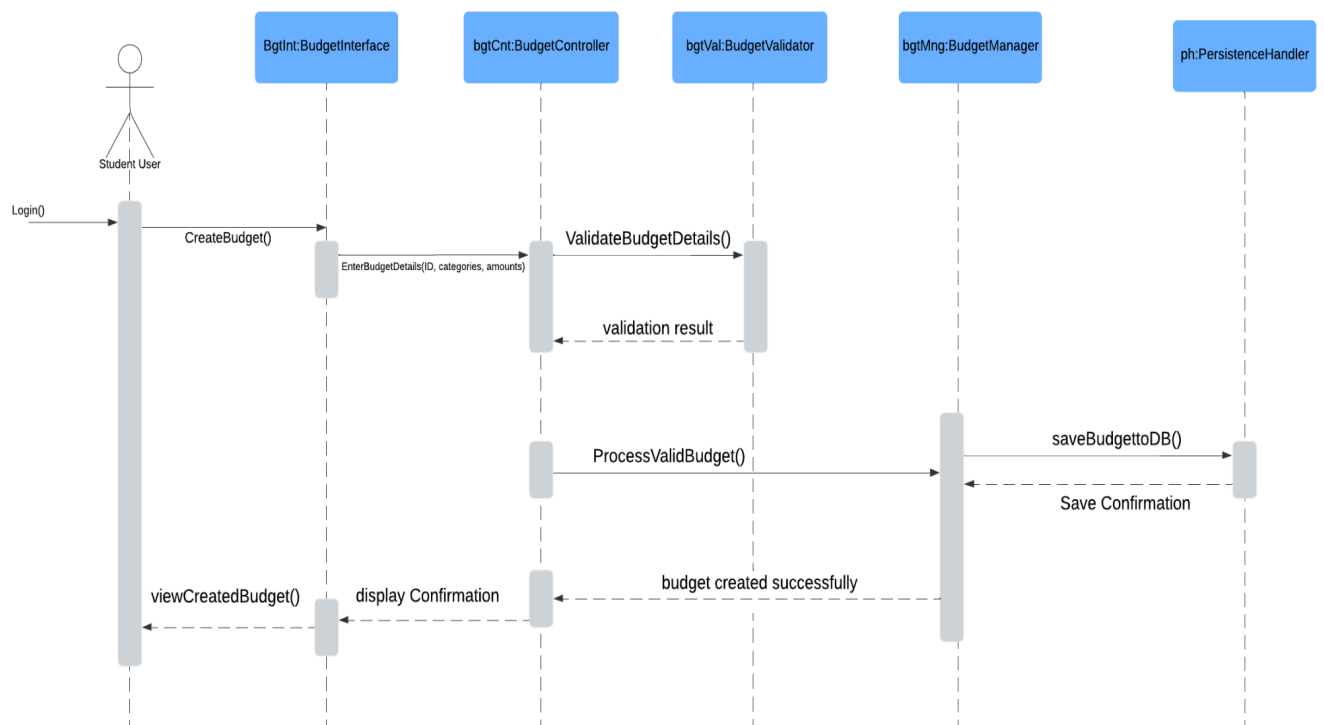 BgtInt:BudgetInterface
bgtCnt:BudgetController
bgtVal:BudgetValidator
bgtMng:BudgetManager
ph:PersistenceHandler
Student User
Login()
CreateBudget()
EnterBudgetDetails(ID, categories, amounts)
ValidateBudgetDetails()
validation result
saveBudgettoDB()
ProcessValidBudget()
Save Confirmation
budget created successfully
display Confirmation
viewCreatedBudget()